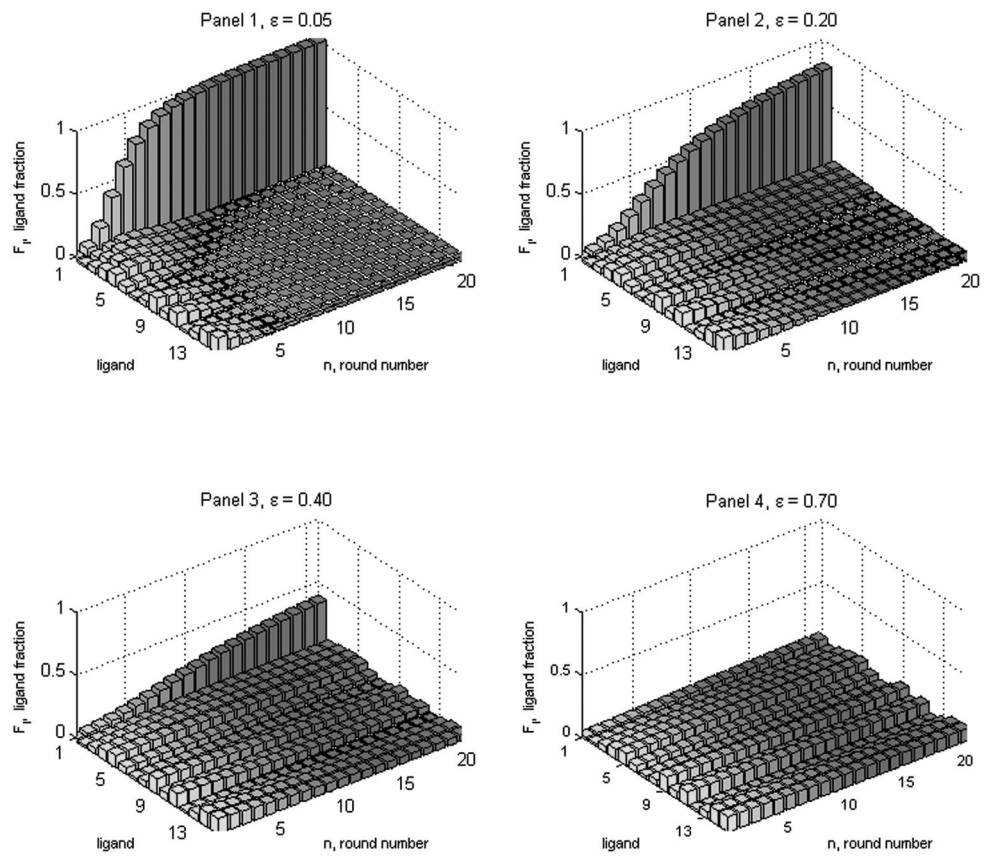 Panel 1, ε = 0.05
1
0.5
0
F_l, ligand fraction
1
5
9
13
ligand
5
10
15
20
n, round number
Panel 2, ε = 0.20
1
0.5
0
F_l, ligand fraction
1
5
9
13
ligand
5
10
15
20
n, round number
Panel 3, ε = 0.40
1
0.5
0
F_l, ligand fraction
1
5
9
13
ligand
5
10
15
20
n, round number
Panel 4, ε = 0.70
1
0.5
0
F_l, ligand fraction
1
5
9
13
ligand
5
10
15
20
n, round number